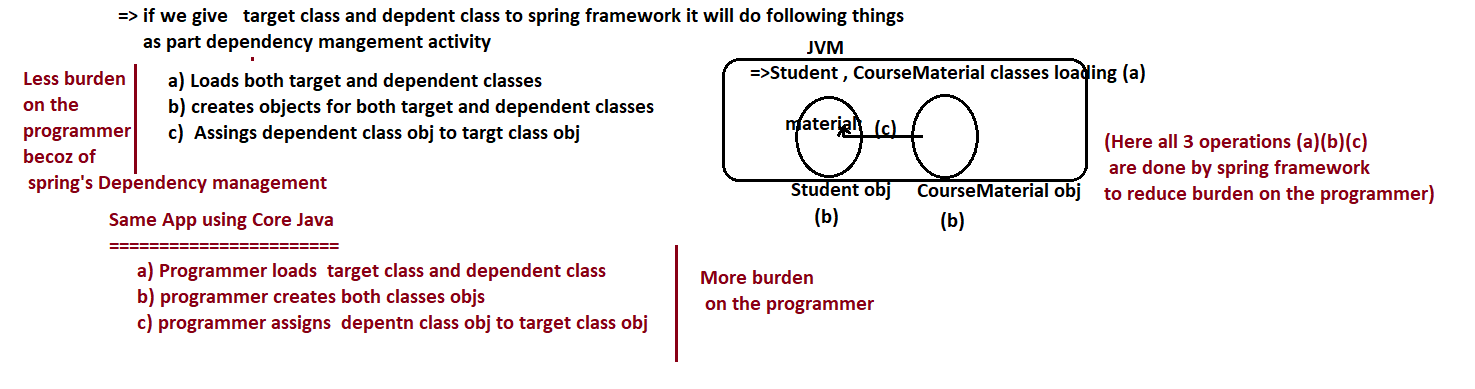 => if we give target class and depdent class to spring framework it will do following things
as part dependency mangement activity
Less burden
on the
programmer
becoz of
spring's Dependency management
a) Loads both target and dependent classes
b) creates objects for both target and dependent classes
c) Assings dependent class obj to targt class obj
JVM
=>Student , CourseMaterial classes loading (a)
material: (c)
Student obj CourseMaterial obj
(b) (b)
(Here all 3 operations (a)(b)(c)
are done by spring framework
to reduce burden on the programmer)
Same App using Core Java
=======================
a) Programmer loads target class and dependent class
b) programmer creates both classes objs
c) programmer assigns depentn class obj to target class obj
More burden
on the programmer